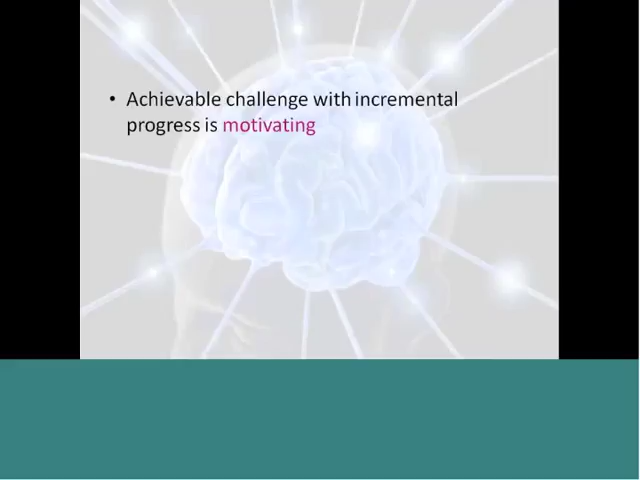 • Achievable challenge with incremental
progress is motivating